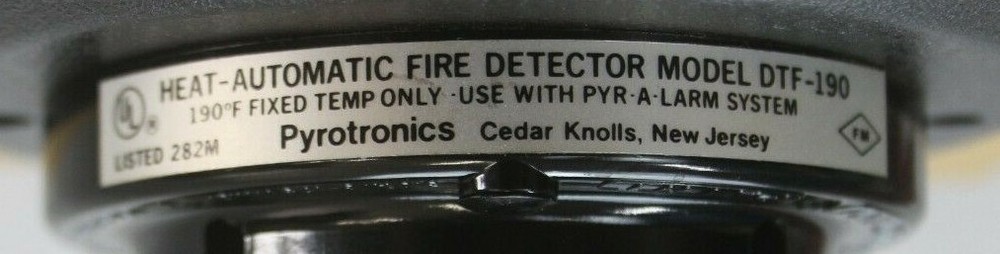 HEAT-AUTOMATIC FIRE DETECTOR MODEL DTF-190
190°F FIXED TEMP ONLY -USE WITH PYR-A-LARM SYSTEM
Pyrotronics Cedar Knolls, New Jersey
UL ®
LISTED 282M
FM